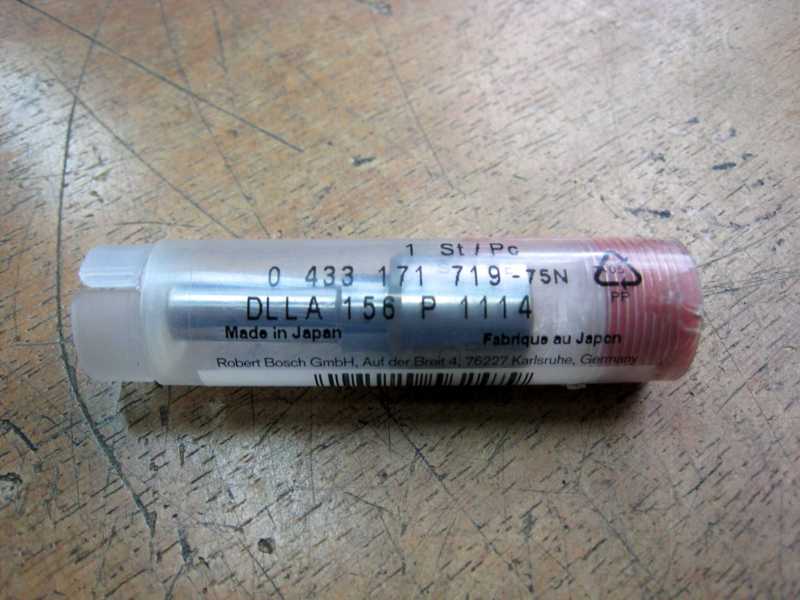 1 St / Pc
0 433 171 719 -75N
DLLA 156 P 1114
Made in Japan Fabrique au Japon
Robert Bosch GmbH, Auf der Breit 4, 76227 Karlsruhe, Germany
05
PP